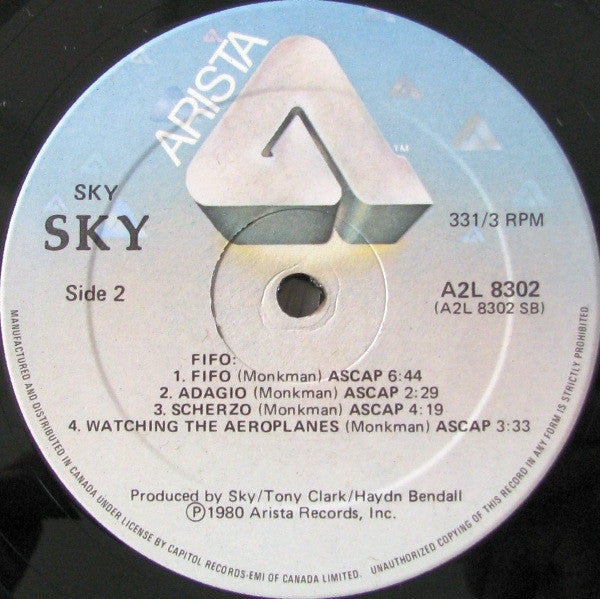 ARISTA
TM
SKY
SKY
331/3 RPM
Side 2
A2L 8302
(A2L 8302 SB)
FIFO:
1. FIFO (Monkman) ASCAP 6:44
2. ADAGIO (Monkman) ASCAP 2:29
3. SCHERZO (Monkman) ASCAP 4:19
4. WATCHING THE AEROPLANES (Monkman) ASCAP 3:33
Produced by Sky/Tony Clark/Haydn Bendall
Ⓟ1980 Arista Records, Inc.
MANUFACTURED AND DISTRIBUTED IN CANADA UNDER LICENSE BY CAPITOL RECORDS-EMI OF CANADA LIMITED. UNAUTHORIZED COPYING OF THIS RECORD IN ANY FORM IS STRICTLY PROHIBITED.